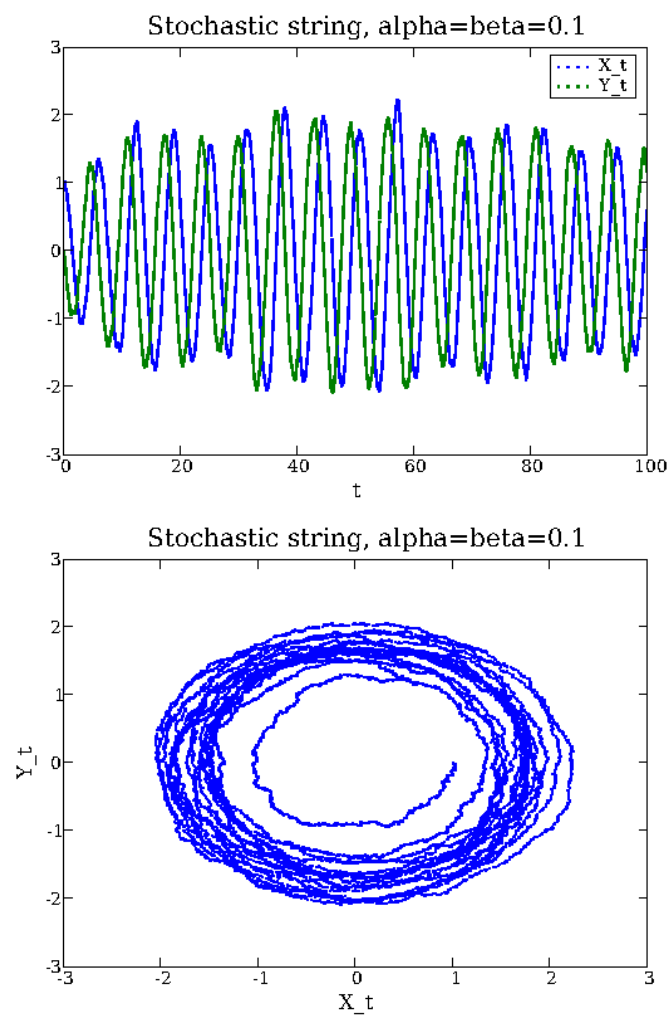 Stochastic string, alpha=beta=0.1
3
2
1
0
-1
-2
-3
X_t
Y_t
0 20 40 60 80 100
t
Stochastic string, alpha=beta=0.1
3
2
1
0
-1
-2
-3
Y_t
-3 -2 -1 0 1 2 3
X_t